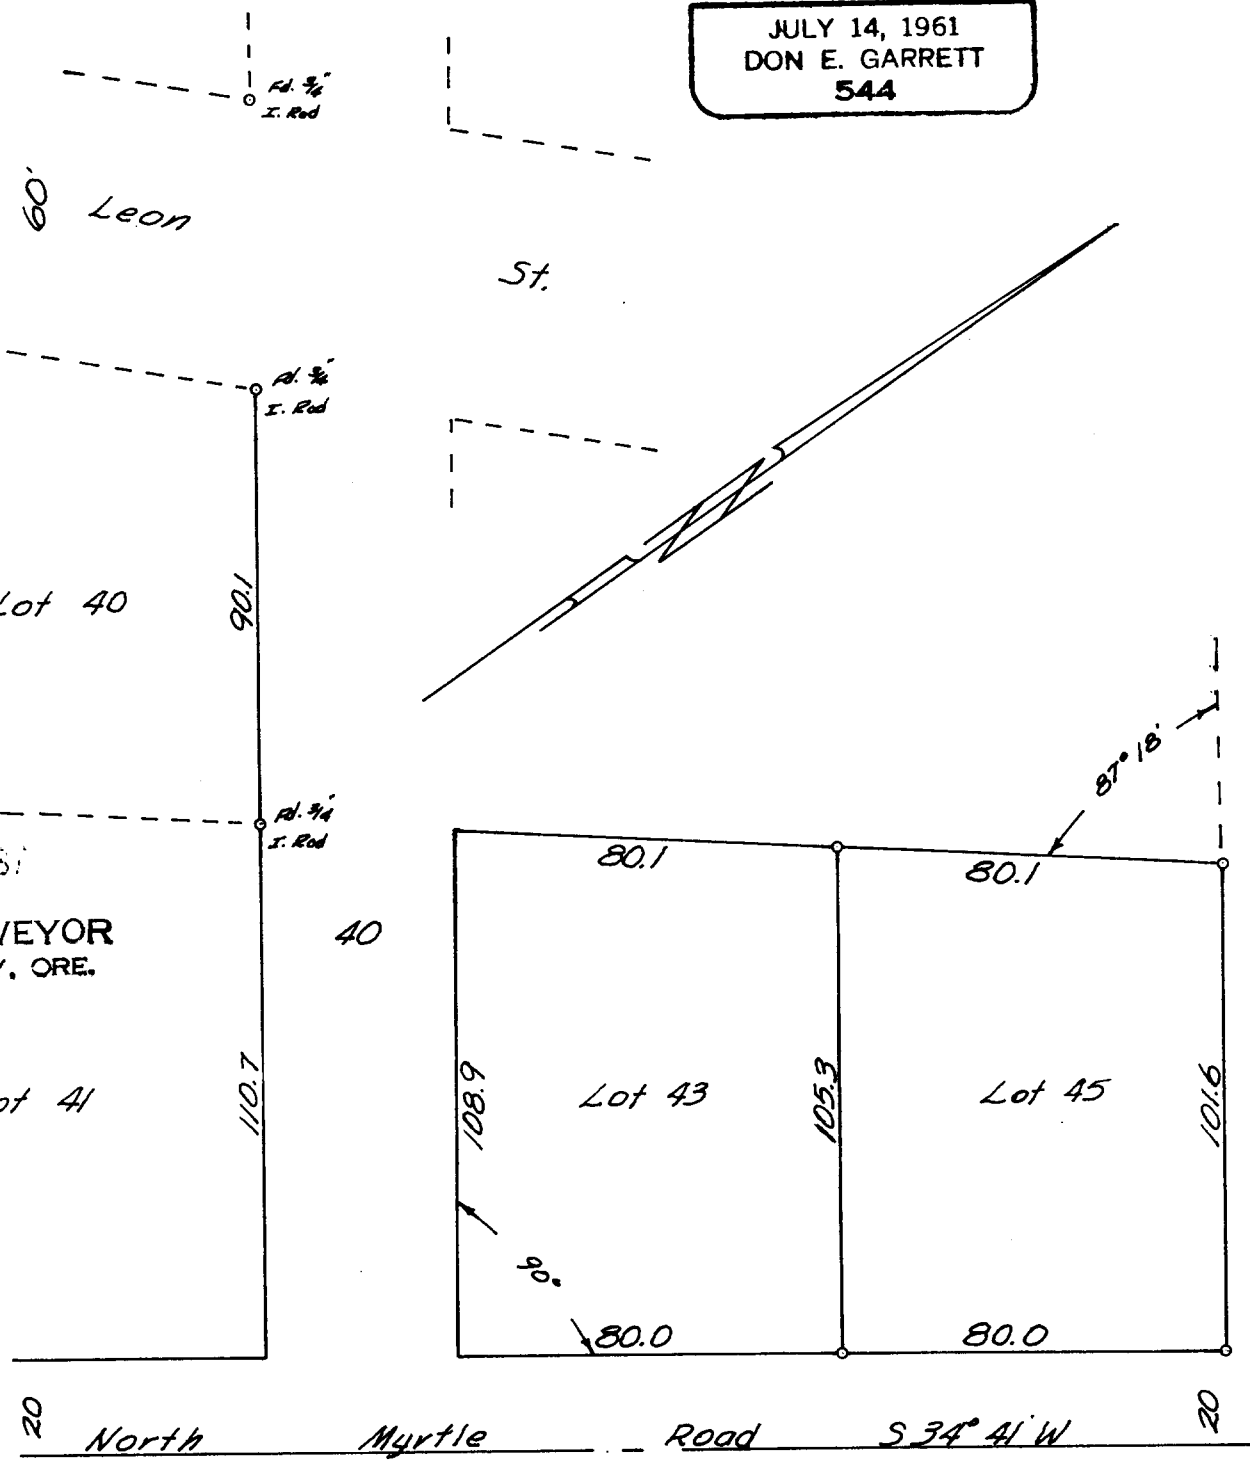 JULY 14, 1961
DON E. GARRETT
544
Fd. 3/4"
I. Rod
60'
Leon
St.
Fd. 3/4"
I. Rod
Lot 40
90.1
87° 18'
Fd. 3/4"
I. Rod
80.1
80.1
VEYOR
ORE.
40
110.7
108.9
105.3
101.6
41
Lot 43
Lot 45
90°
80.0
80.0
20
20
North Myrtle Road S 34° 41' W